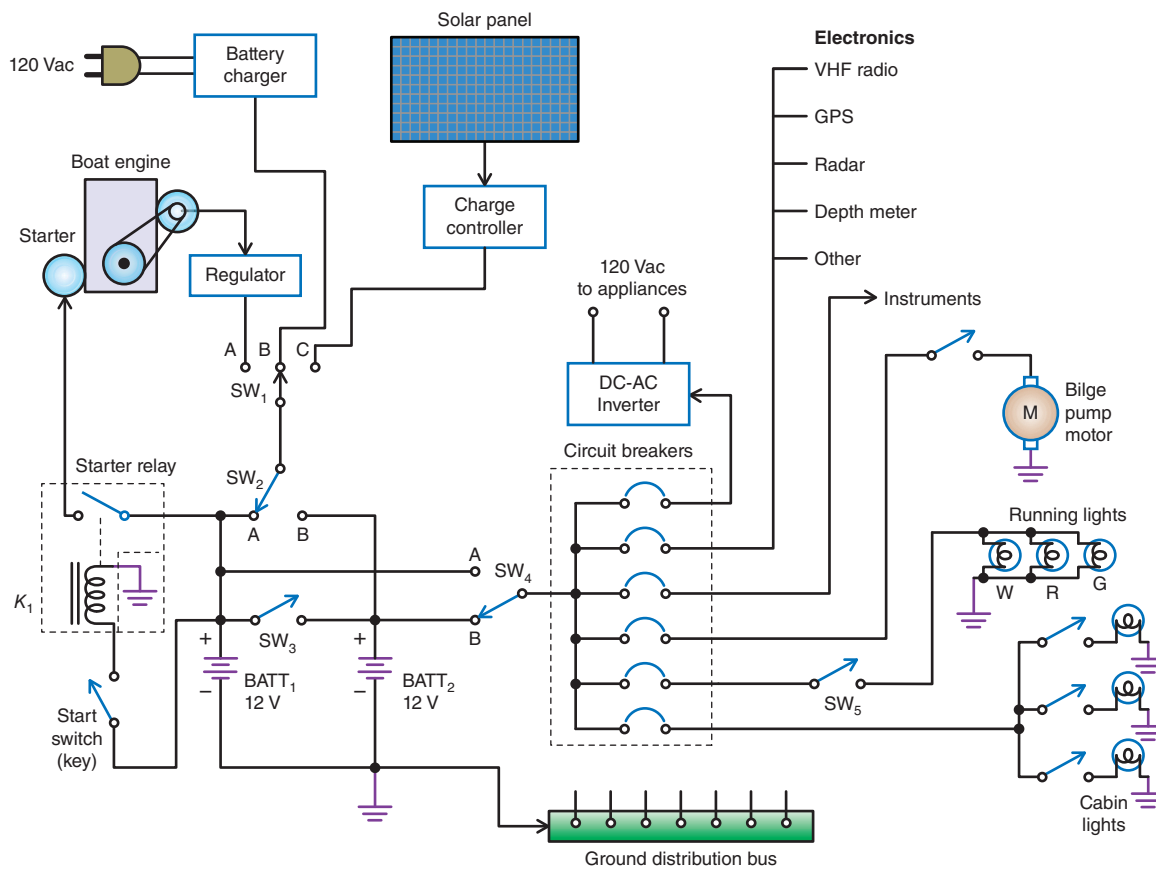 Solar panel
Electronics
120 Vac
Battery
charger
VHF radio
GPS
Boat engine
Radar
Charge
controller
Depth meter
Starter
Regulator
Other
120 Vac
to appliances
Instruments
A
B
C
SW1
DC-AC
Inverter
M
Bilge
pump
motor
Circuit breakers
Starter relay
SW2
A
B
Running lights
A
SW4
W
R
G
K1
B
+
SW3
+
BATT1
12 V
–
BATT2
12 V
–
SW5
Start
switch
(key)
Cabin
lights
Ground distribution bus